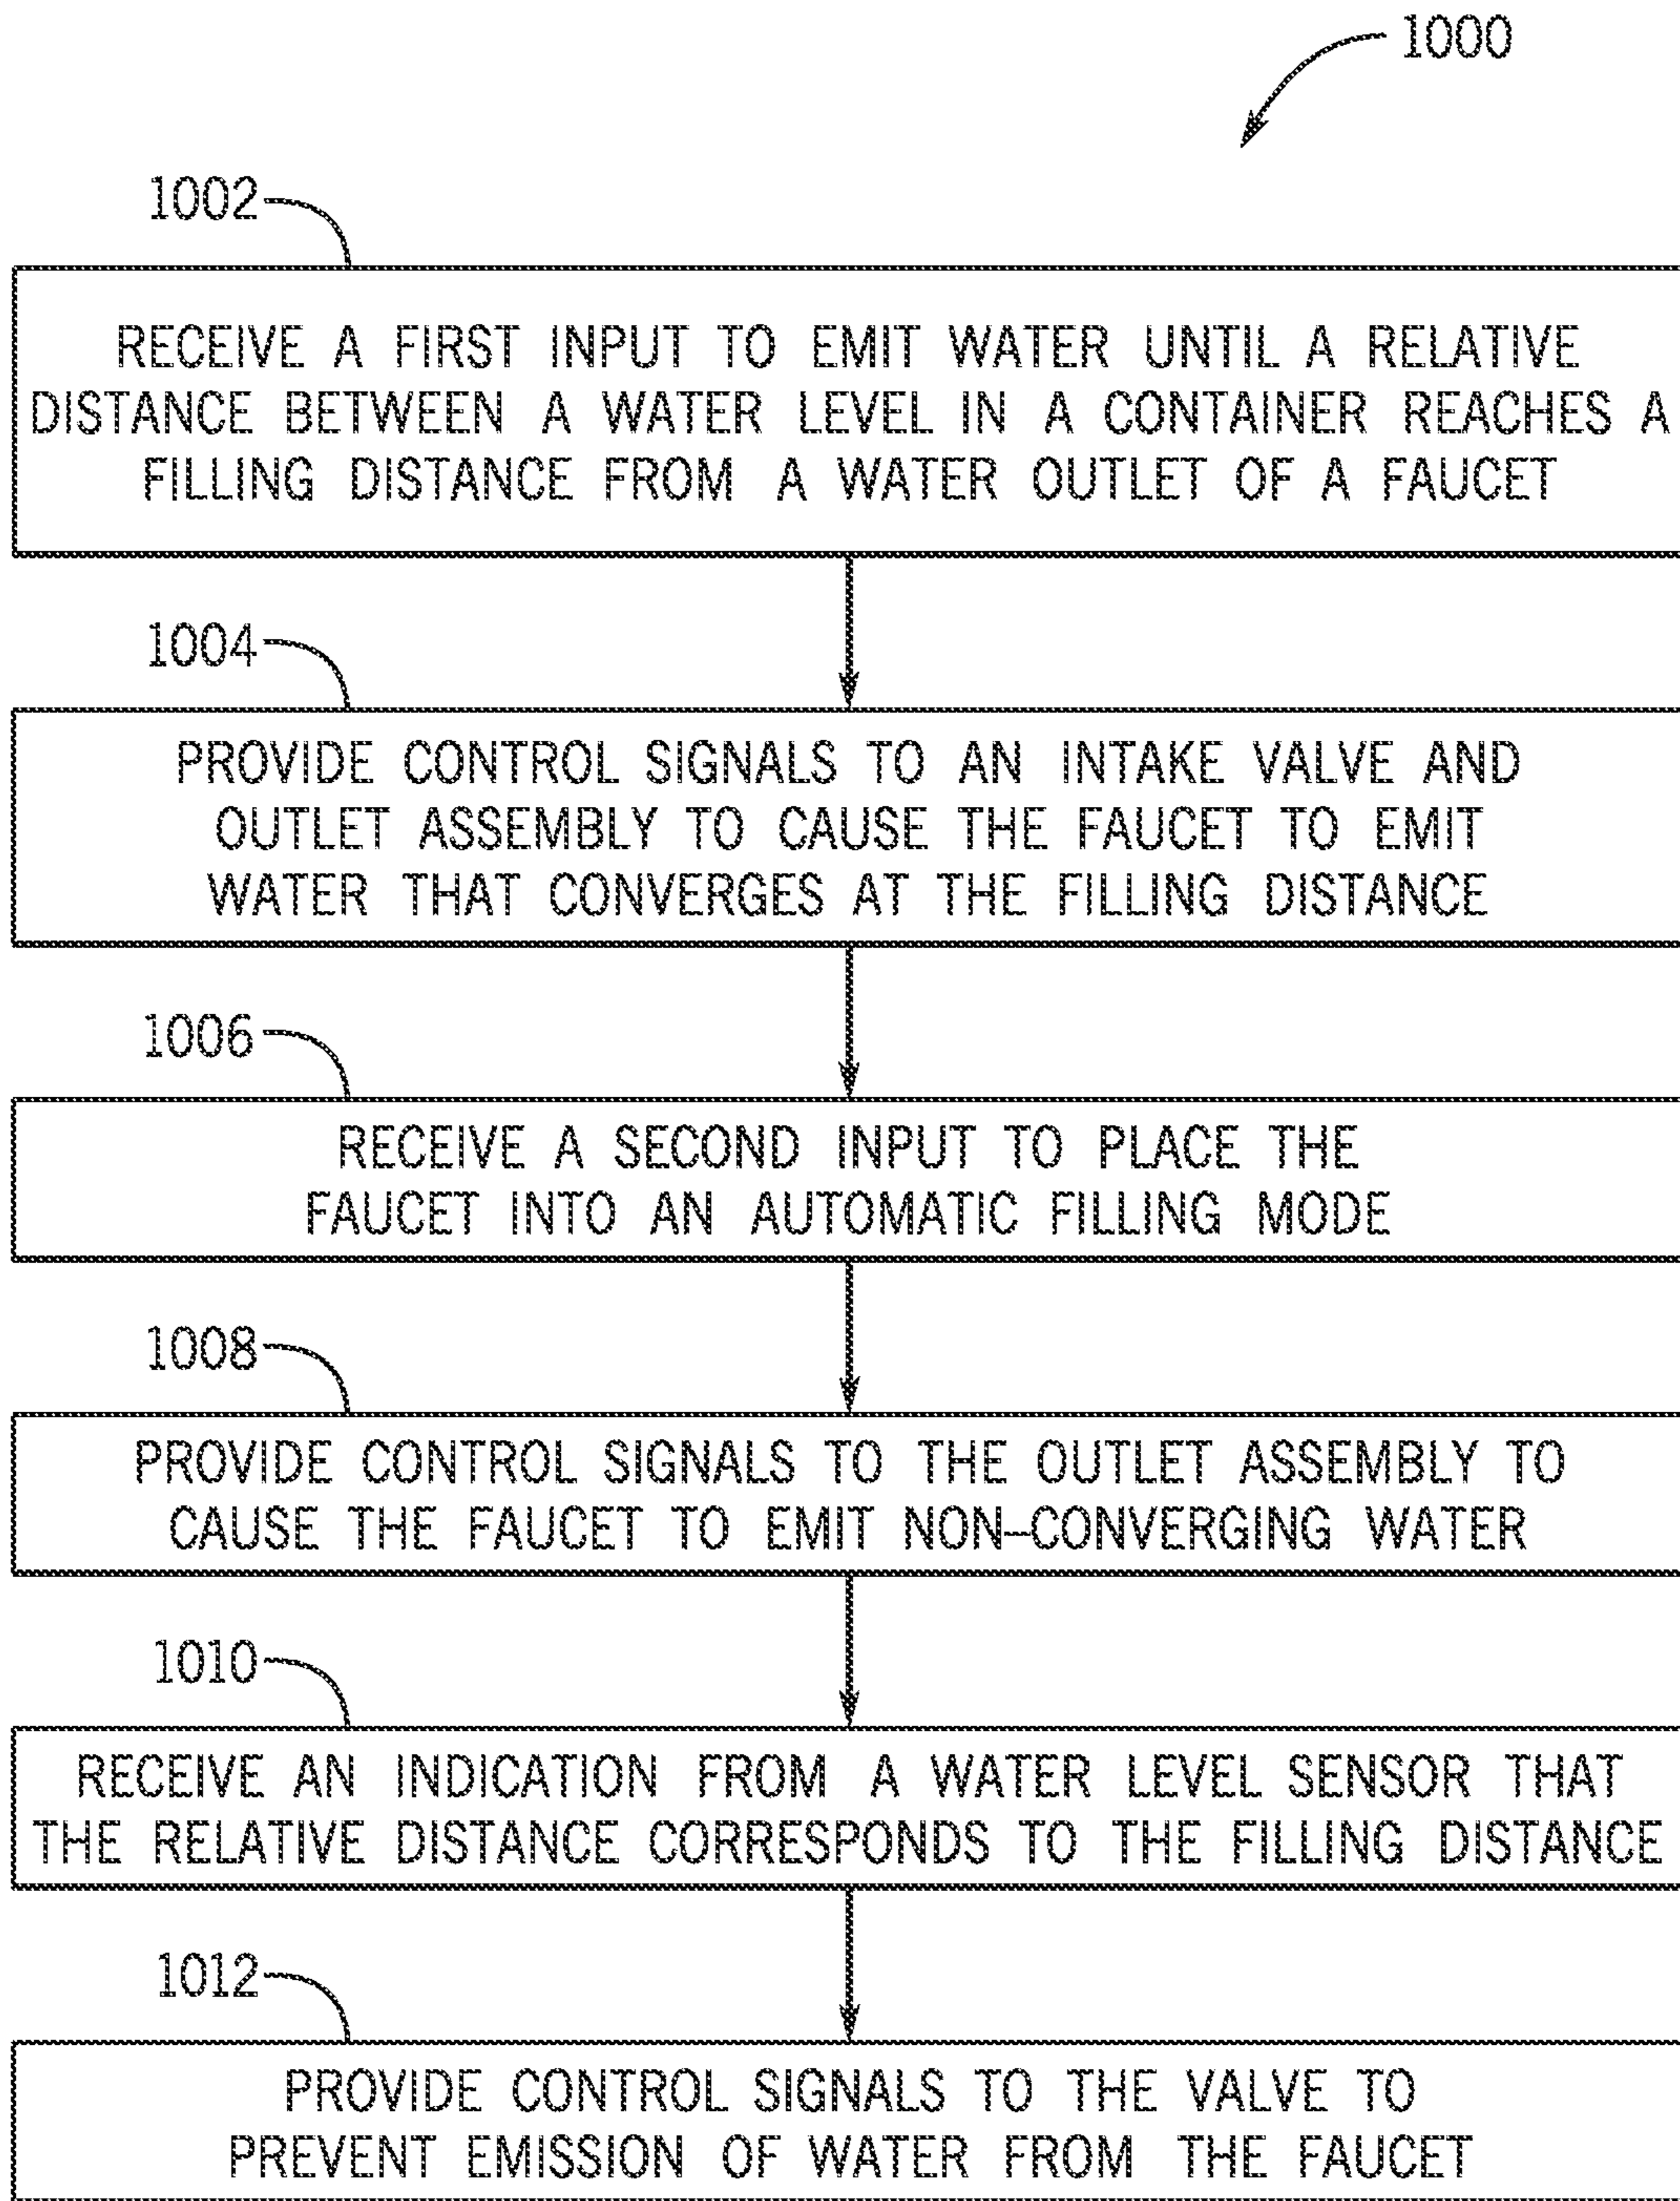 1000
1002
RECEIVE A FIRST INPUT TO EMIT WATER UNTIL A RELATIVE
DISTANCE BETWEEN A WATER LEVEL IN A CONTAINER REACHES A
FILLING DISTANCE FROM A WATER OUTLET OF A FAUCET
1004
PROVIDE CONTROL SIGNALS TO AN INTAKE VALVE AND
OUTLET ASSEMBLY TO CAUSE THE FAUCET TO EMIT
WATER THAT CONVERGES AT THE FILLING DISTANCE
1006
RECEIVE A SECOND INPUT TO PLACE THE
FAUCET INTO AN AUTOMATIC FILLING MODE
1008
PROVIDE CONTROL SIGNALS TO THE OUTLET ASSEMBLY TO
CAUSE THE FAUCET TO EMIT NON-CONVERGING WATER
1010
RECEIVE AN INDICATION FROM A WATER LEVEL SENSOR THAT
THE RELATIVE DISTANCE CORRESPONDS TO THE FILLING DISTANCE
1012
PROVIDE CONTROL SIGNALS TO THE VALVE TO
PREVENT EMISSION OF WATER FROM THE FAUCET